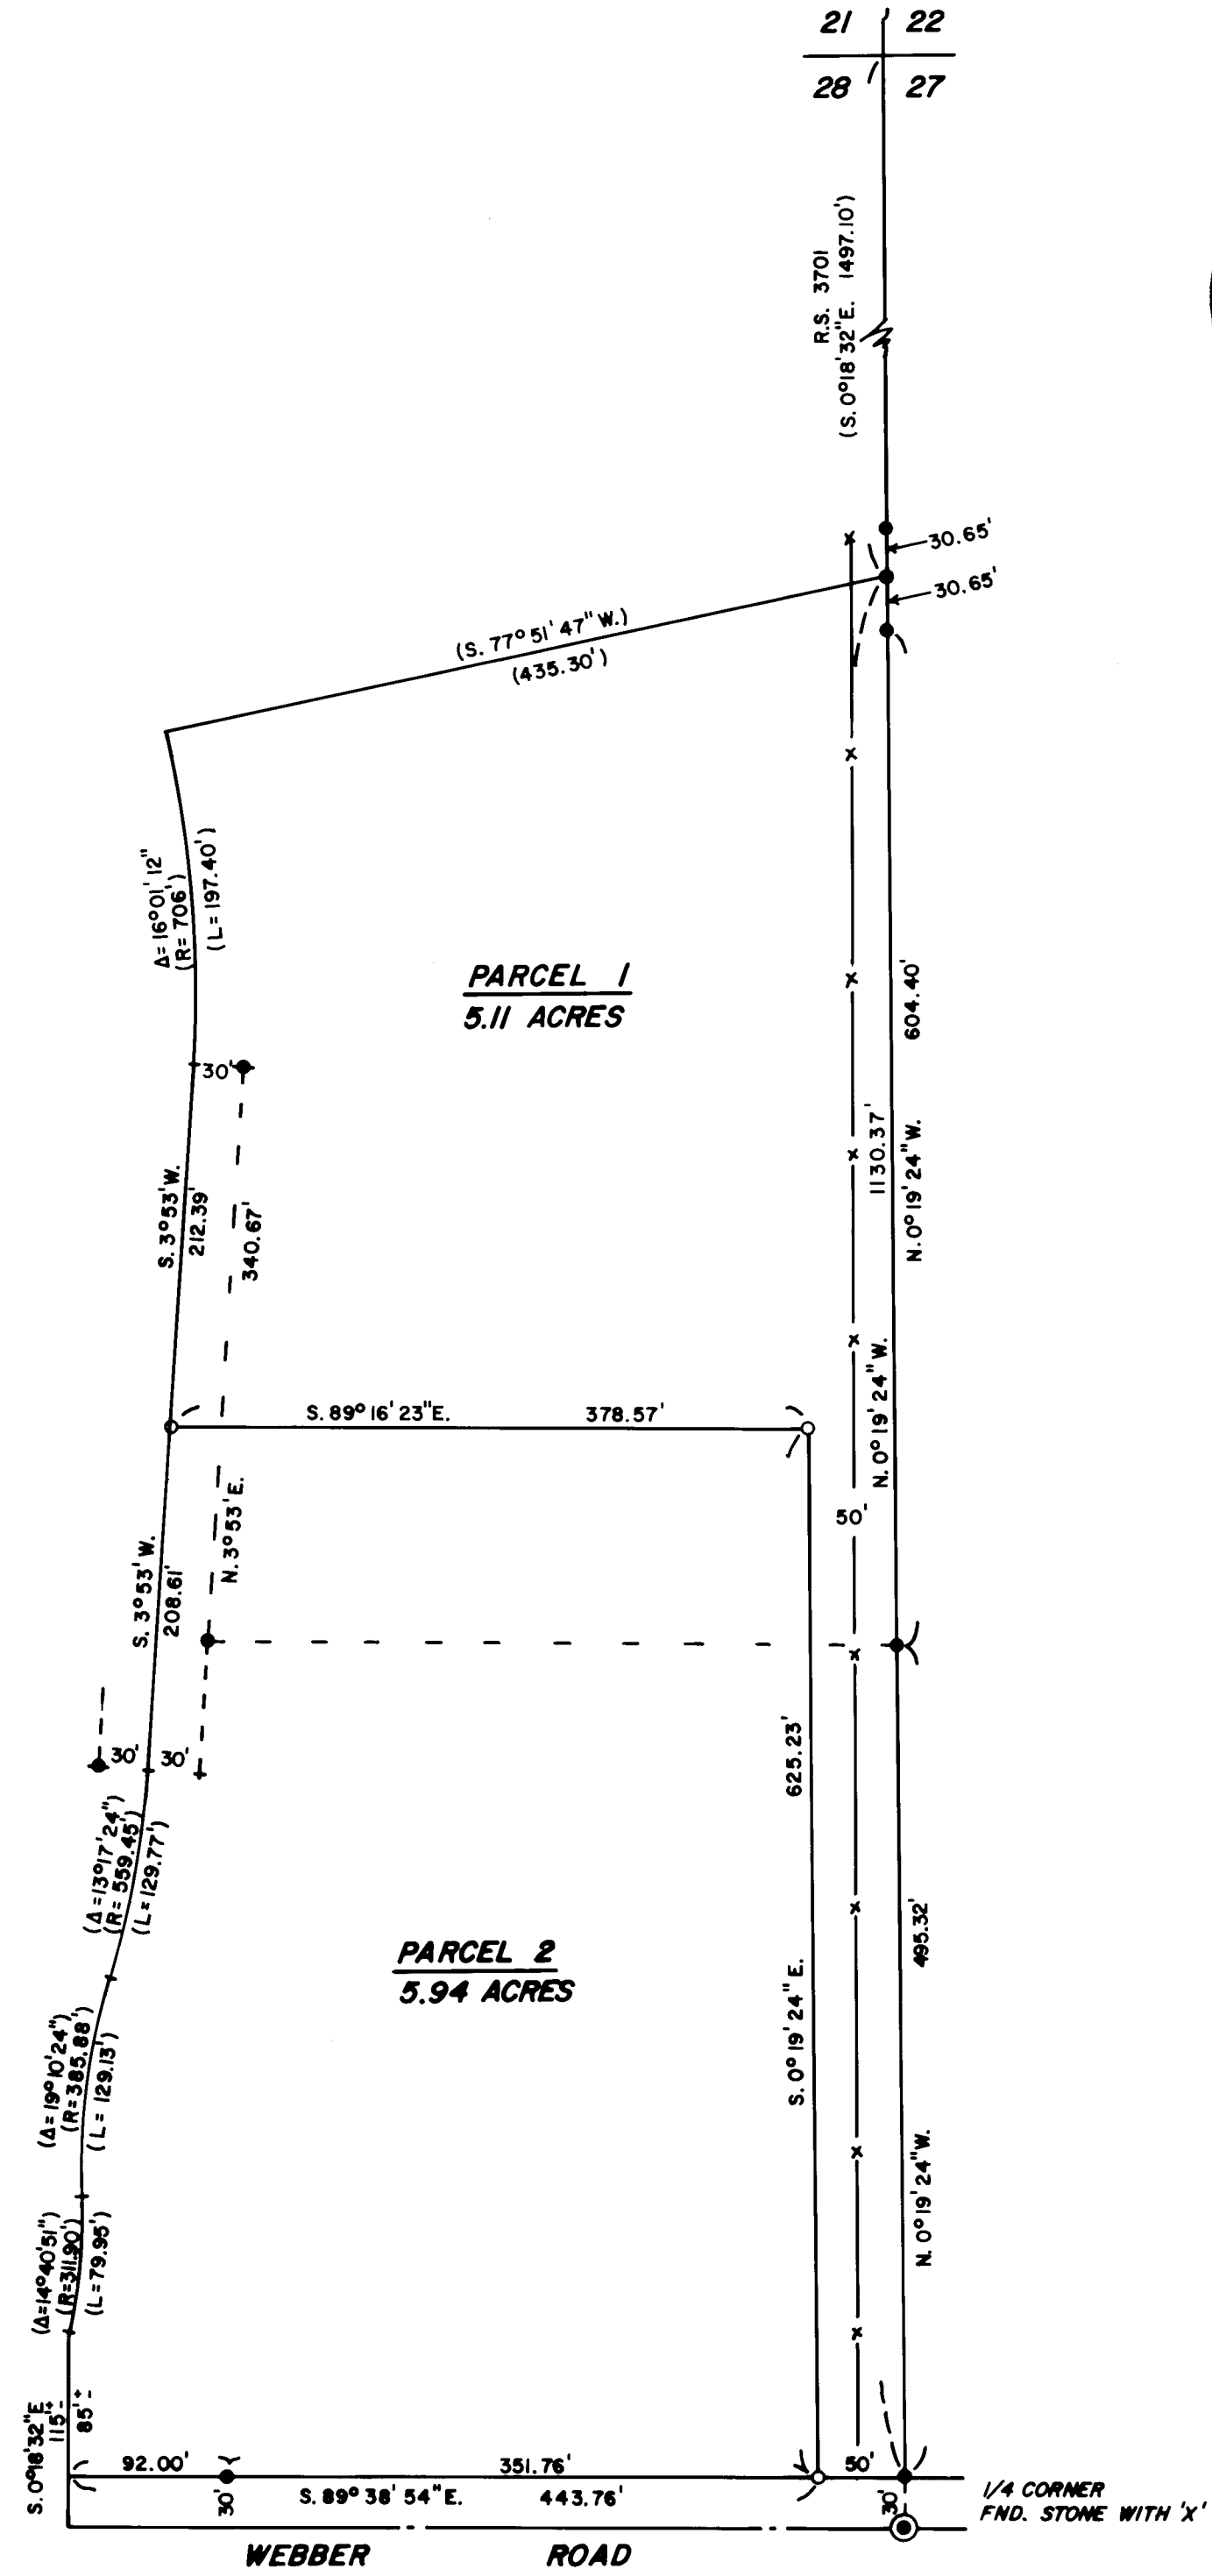 21 22
28 27
R.S. 3701
(S. 0°18'32"E. 1497.10')
30.65'
30.65'
(S. 77°51'47"W.)
(435.30')
Δ=16°01'12"
(R=706')
(L=197.40')
PARCEL 1
5.11 ACRES
604.40'
30'
1130.37'
N. 0°19'24"W.
S. 3°53'W.
212.39'
340.67'
N. 0°19'24"W.
S. 89°16'23"E. 378.57'
50'
N. 3°53'E.
S. 3°53'W.
208.61'
30' 30'
625.23'
(Δ=13°17'24")
(R=559.45')
(L=129.77')
495.32'
PARCEL 2
5.94 ACRES
S. 0°19'24"E.
(Δ=19°10'24")
(R=385.88')
(L=129.13')
N. 0°19'24"W.
(Δ=14°40'51")
(R=311.90')
(L=79.95')
S. 0°18'32"E.
115'±
85'±
92.00' 351.76' 50'
30' S. 89°38'54"E. 443.76' 30'
1/4 CORNER
FND. STONE WITH 'X'
WEBBER ROAD